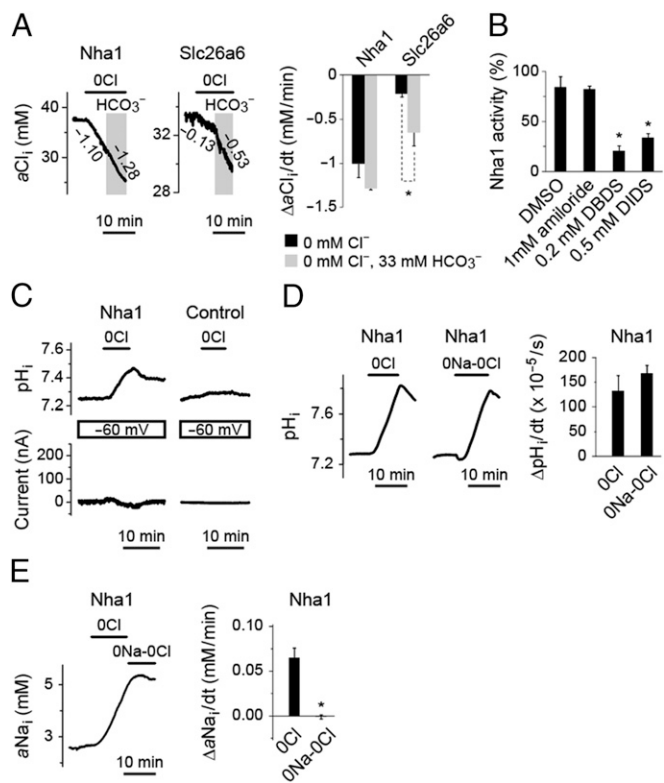 A
Nha1
Slc26a6
0Cl
0Cl
HCO₃⁻
HCO₃⁻
aClᵢ (mM)
40
30
−1.10
−1.28
34
31
28
−0.13
−0.53
10 min
10 min
Nha1
Slc26a6
ΔaClᵢ/dt (mM/min)
0
−0.5
−1
−1.5
*
0 mM Cl⁻
0 mM Cl⁻, 33 mM HCO₃⁻
B
Nha1 activity (%)
100
50
0
* *
DMSO
1mM amiloride
0.2 mM DBDS
0.5 mM DIDS
C
Nha1
Control
0Cl
0Cl
pHᵢ
7.6
7.4
7.2
−60 mV
−60 mV
Current (nA)
200
100
0
10 min
10 min
D
Nha1
Nha1
0Cl
0Na-0Cl
pHᵢ
7.6
7.2
10 min
10 min
Nha1
ΔpHᵢ/dt (x 10⁻⁵/s)
200
150
100
50
0
0Cl
0Na-0Cl
E
Nha1
0Cl
0Na-0Cl
aNaᵢ (mM)
5
3
10 min
Nha1
ΔaNaᵢ/dt (mM/min)
0.10
0.05
0.00
*
0Cl
0Na-0Cl